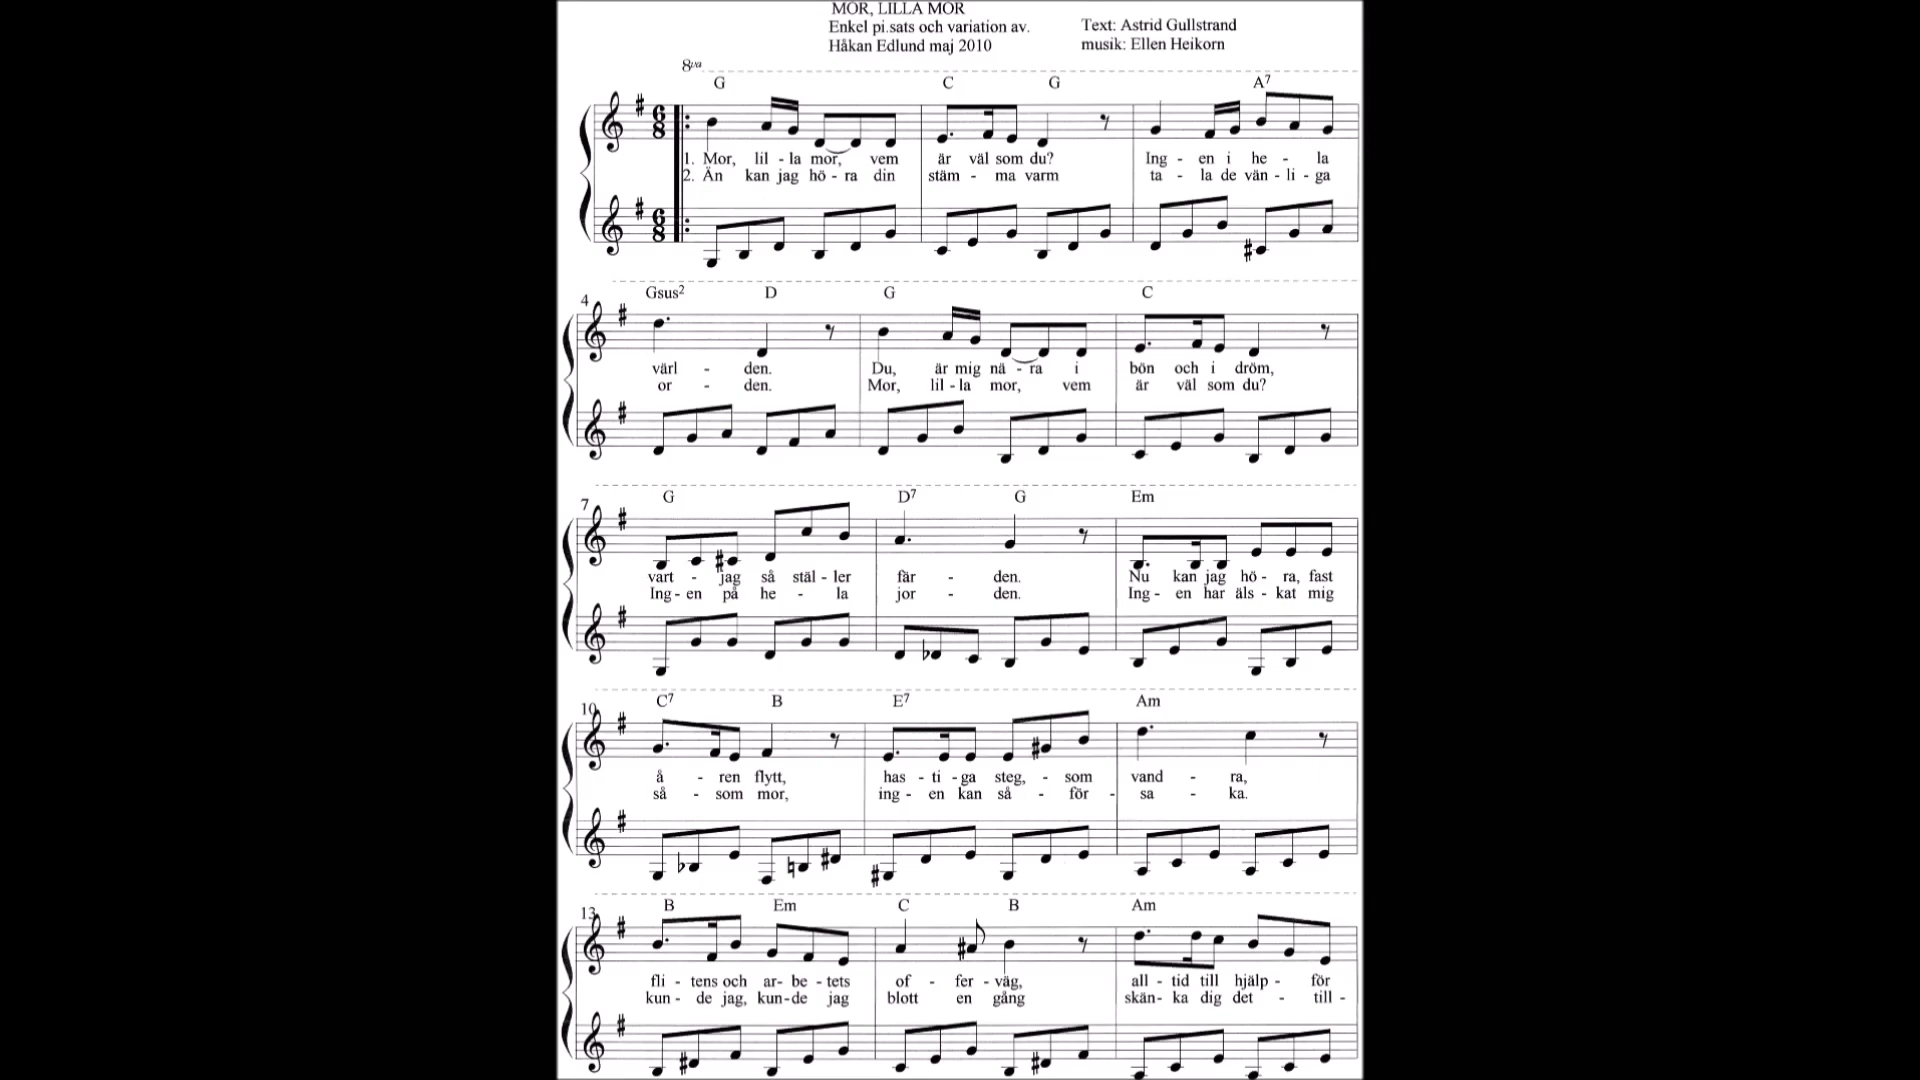 MOR, LILLA MOR
Enkel pi.sats och variation av.
Håkan Edlund maj 2010
Text: Astrid Gullstrand
musik: Ellen Heikorn
8va
G C G A7
6 8
1. Mor, lil - la mor, vem är väl som du? Ing - en i he - la
2. Än kan jag hö - ra din stäm - ma varm ta - la de vän - li - ga
6 8
4 Gsus2 D G C
värl - den. Du, är mig nä - ra i bön och i dröm,
or - den. Mor, lil - la mor, vem är väl som du?
7 G D7 G Em
vart - jag så stäl - ler fär - den. Nu kan jag hö - ra, fast
Ing - en på he - la jor - den. Ing - en har äls - kat mig
10 C7 B E7 Am
å - ren flytt, has - ti - ga steg, - som vand - ra,
så - som mor, ing - en kan så - för - sa - ka.
13 B Em C B Am
fli - tens och ar- be - tets of - fer - väg, all - tid till hjälp - för
kun - de jag, kun-de jag blott en gång skän- ka dig det - till -